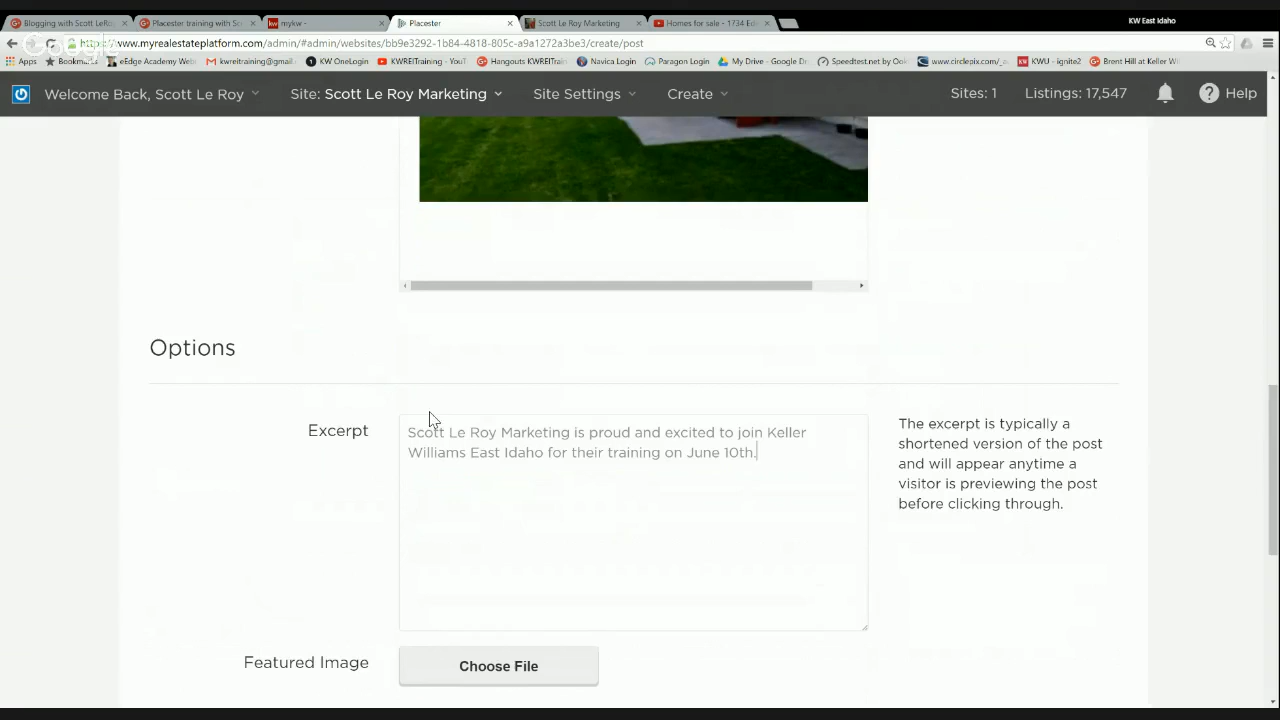 Blogging with Scott LeRo
Placester training with Sc
mykw -
Placester
Scott Le Roy Marketing
Homes for sale - 1734 Ed
KW East Idaho
https://www.myrealestateplatform.com/admin/#admin/websites/bb9e3292-1b84-4818-805c-a9a1272a3be3/create/post
Google
Apps
Bookmark
eEdge Academy Web
kwreitraining@gmail
KW OneLogin
KWREITraining - YouT
Hangouts KWREITrain
Navica Login
Paragon Login
My Drive - Google Dr
Speedtest.net by Ook
www.circlepix.com/_
KWU - ignite2
Brent Hill at Keller Wil
Welcome Back, Scott Le Roy
Site: Scott Le Roy Marketing
Site Settings
Create
Sites: 1
Listings: 17,547
Help
Options
Excerpt
Scott Le Roy Marketing is proud and excited to join Keller
Williams East Idaho for their training on June 10th.
The excerpt is typically a
shortened version of the post
and will appear anytime a
visitor is previewing the post
before clicking through.
Featured Image
Choose File